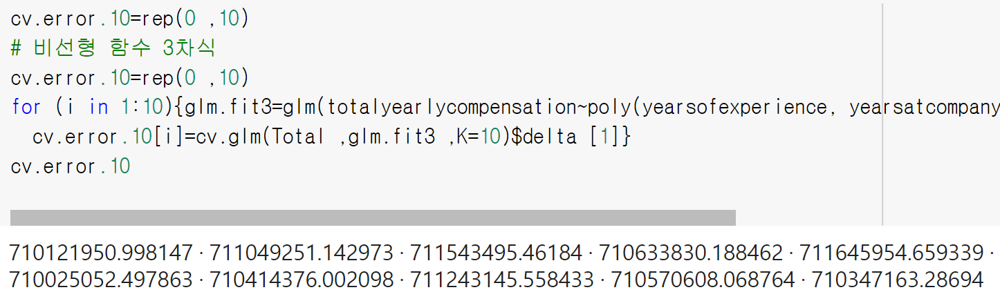 cv.error.10=rep(0 ,10)
# 비선형 함수 3차식
cv.error.10=rep(0 ,10)
for (i in 1:10){glm.fit3=glm(totalyearlycompensation~poly(yearsofexperience, yearsatcompany
  cv.error.10[i]=cv.glm(Total ,glm.fit3 ,K=10)$delta [1]}
cv.error.10
710121950.998147 · 711049251.142973 · 711543495.46184 · 710633830.188462 · 711645954.659339 ·
710025052.497863 · 710414376.002098 · 711243145.558433 · 710570608.068764 · 710347163.28694